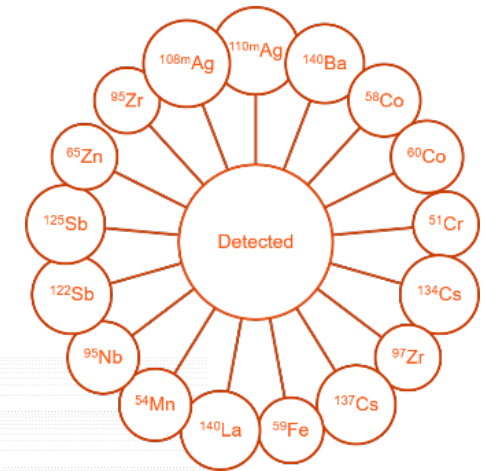 ¹¹⁰ᵐAg
¹⁴⁰Ba
⁵⁸Co
⁶⁰Co
⁵¹Cr
¹³⁴Cs
⁹⁷Zr
¹³⁷Cs
⁵⁹Fe
¹⁴⁰La
⁵⁴Mn
⁹⁵Nb
¹²²Sb
¹²⁵Sb
⁶⁵Zn
⁹⁵Zr
¹⁰⁸ᵐAg
Detected